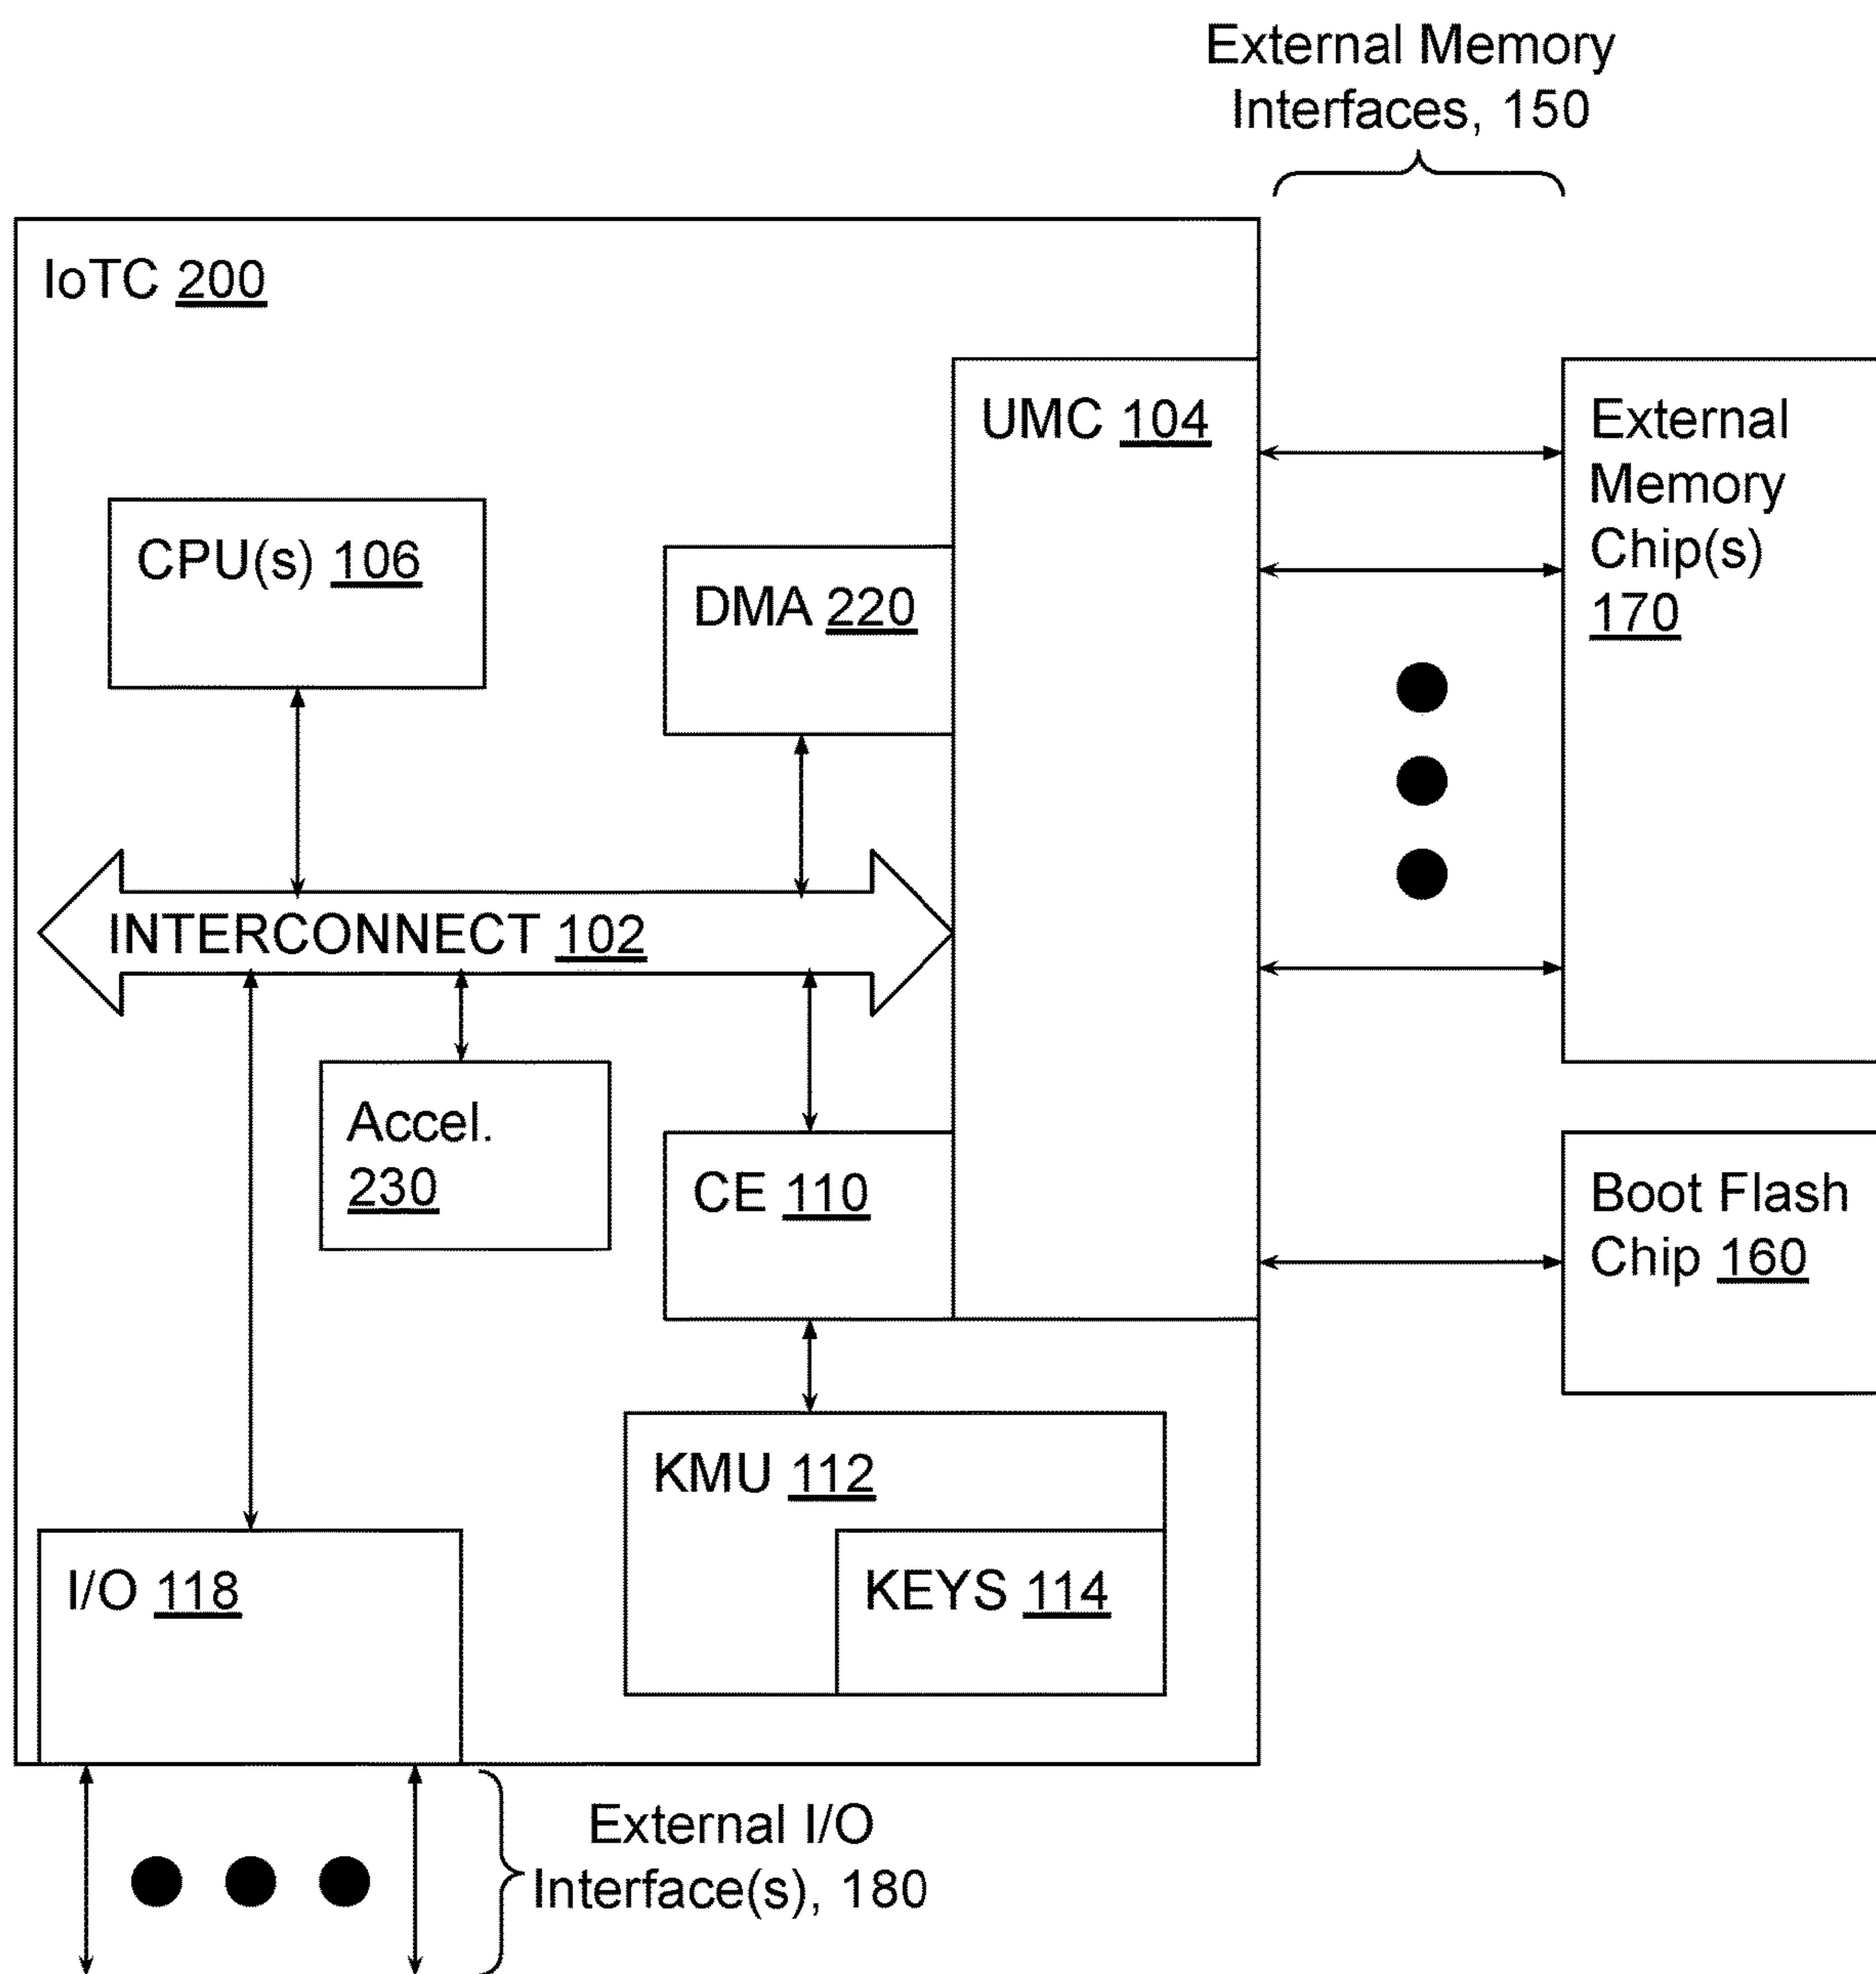 External Memory
Interfaces, 150
IoTC 200
UMC 104
External
Memory
Chip(s)
170
CPU(s) 106
DMA 220
INTERCONNECT 102
Accel.
230
CE 110
Boot Flash
Chip 160
KMU 112
I/O 118
KEYS 114
External I/O
Interface(s), 180